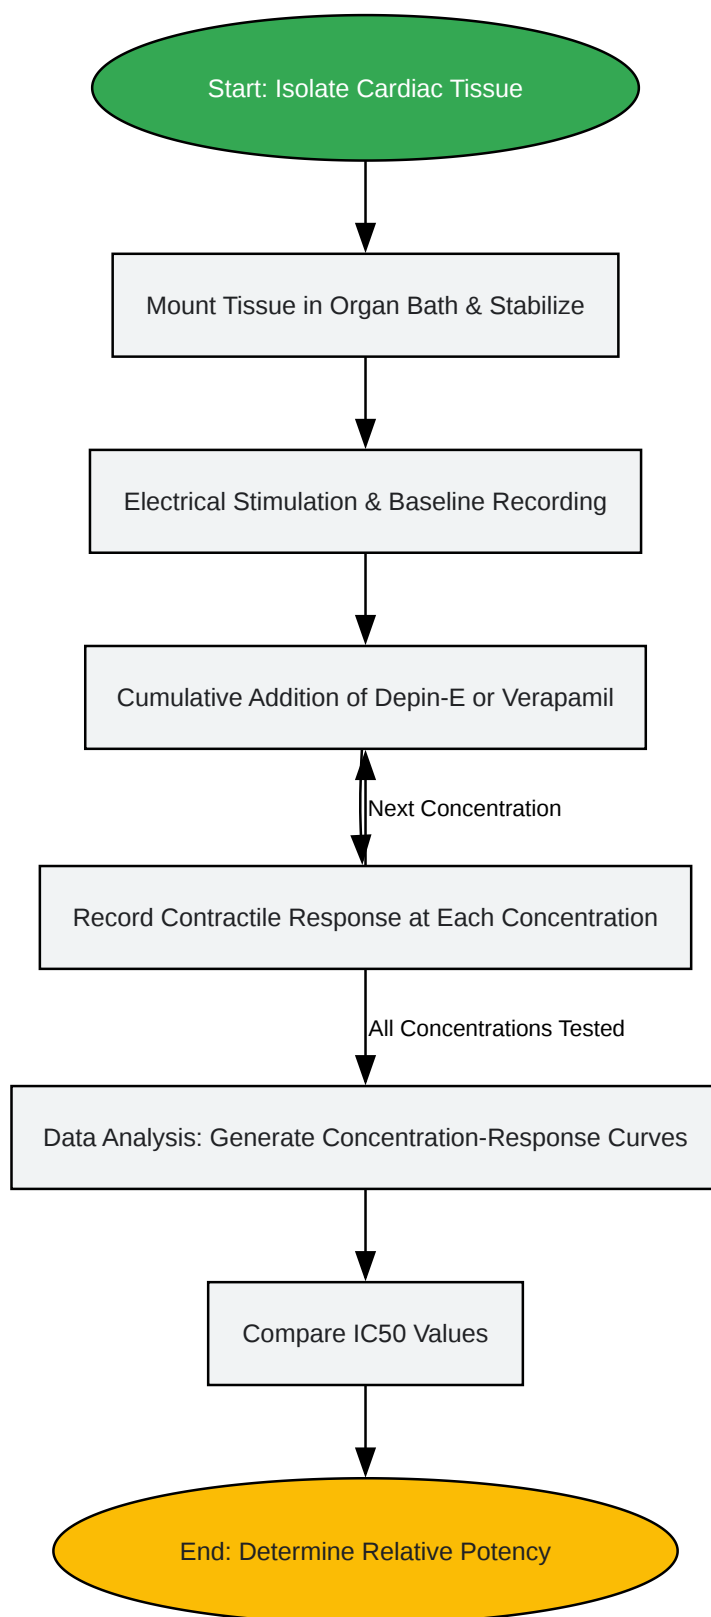 Start: Isolate Cardiac Tissue
Mount Tissue in Organ Bath & Stabilize
Electrical Stimulation & Baseline Recording
Cumulative Addition of Depin-E or Verapamil
Next Concentration
Record Contractile Response at Each Concentration
All Concentrations Tested
Data Analysis: Generate Concentration-Response Curves
Compare IC50 Values
End: Determine Relative Potency